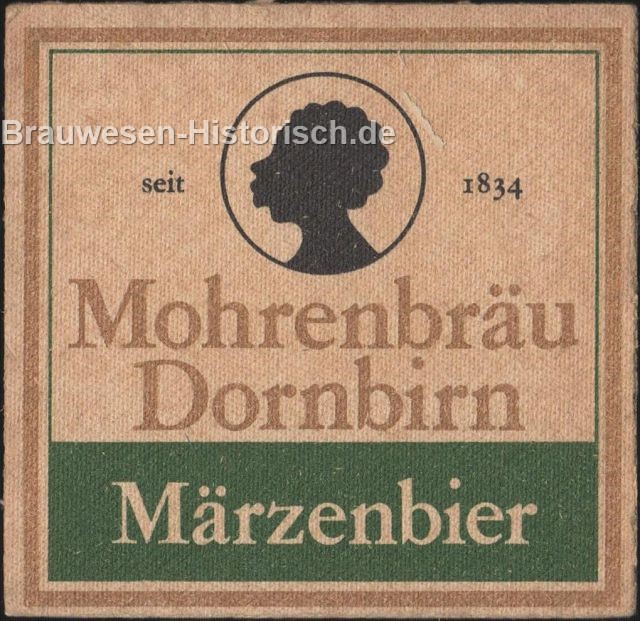 Brauwesen-Historisch.de
seit 1834
Mohrenbräu
Dornbirn
Märzenbier